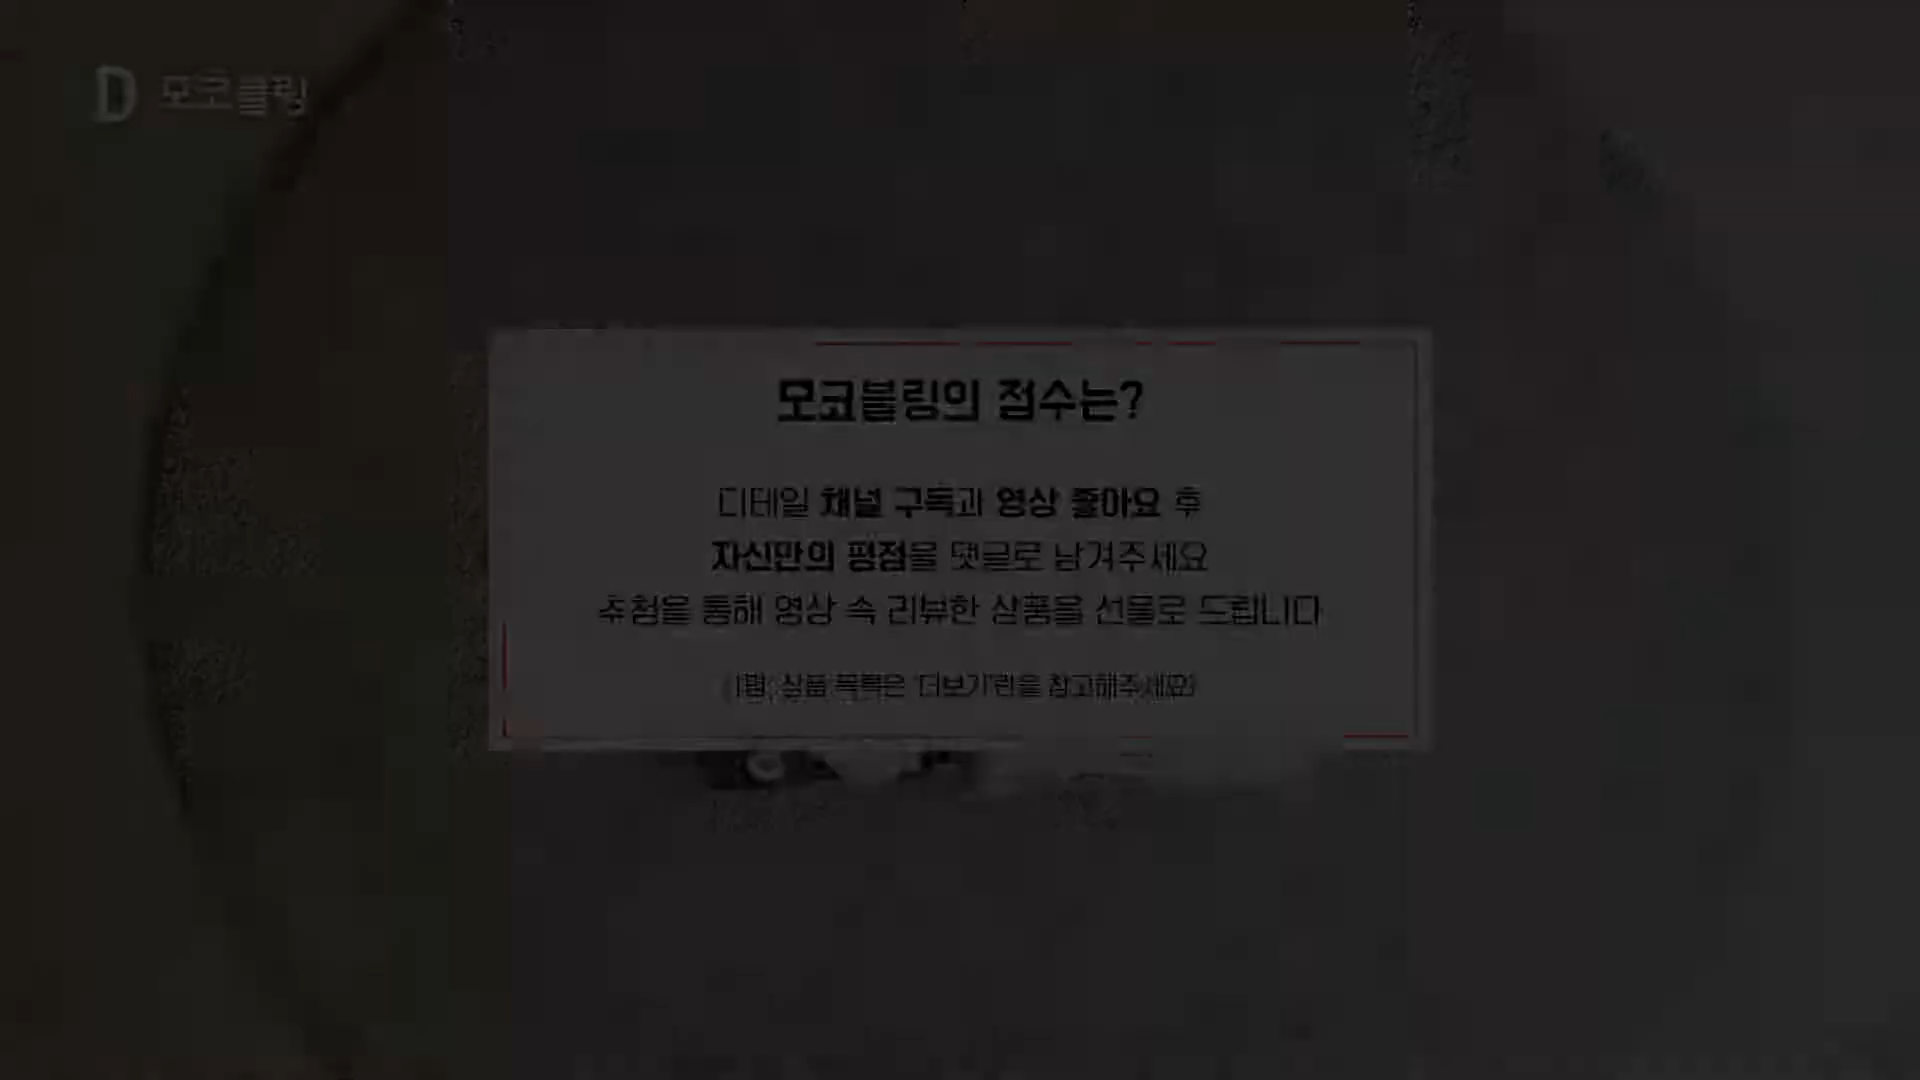 D 모코블링
모코블링의 점수는?
디테일 채널 구독과 영상 좋아요 후
자신만의 평점을 댓글로 남겨주세요
추첨을 통해 영상 속 리뷰한 상품을 선물로 드립니다
(1명, 상품 목록은 '더보기'란을 참고해주세요)